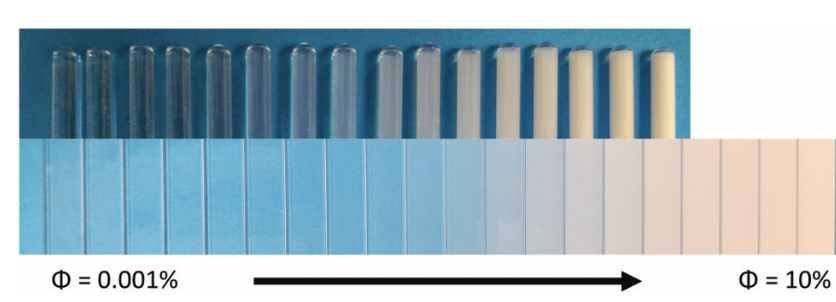 Φ = 0.001% Φ = 10%